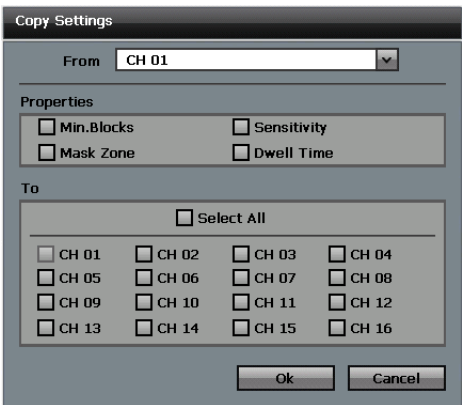 Copy Settings
From CH 01
Properties
Min.Blocks Sensitivity
Mask Zone Dwell Time
To
Select All
CH 01 CH 02 CH 03 CH 04
CH 05 CH 06 CH 07 CH 08
CH 09 CH 10 CH 11 CH 12
CH 13 CH 14 CH 15 CH 16
Ok Cancel